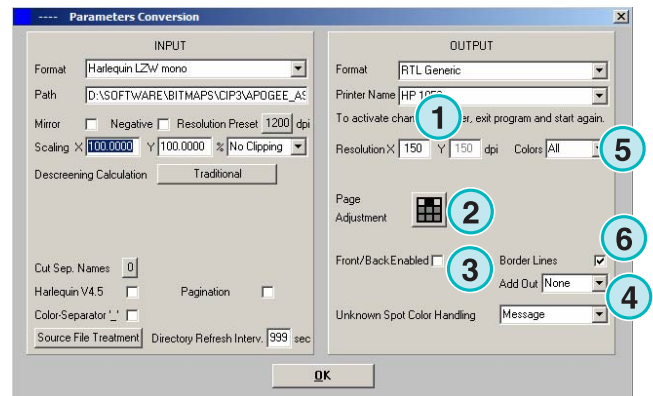 ---- Parameters Conversion
INPUT
Format Harlequin LZW mono
Path D:\SOFTWARE\BITMAPS\CIP3\APOGEE_AS
Mirror Negative Resolution Preset 1200 dpi
Scaling X 100.0000 Y 100.0000 % No Clipping
Descreening Calculation Traditional
Cut Sep. Names 0
Harlequin V4.5 Pagination
Color-Separator '_'
Source File Treatment Directory Refresh Interv. 999 sec
OUTPUT
Format RTL Generic
Printer Name HP
To activate exit program and start again.
1
Resolution X 150 Y 150 dpi Colors All
5
Page
Adjustment
2
6
Front/Back Enabled Border Lines
3
Add Out None
4
Unknown Spot Color Handling Message
OK